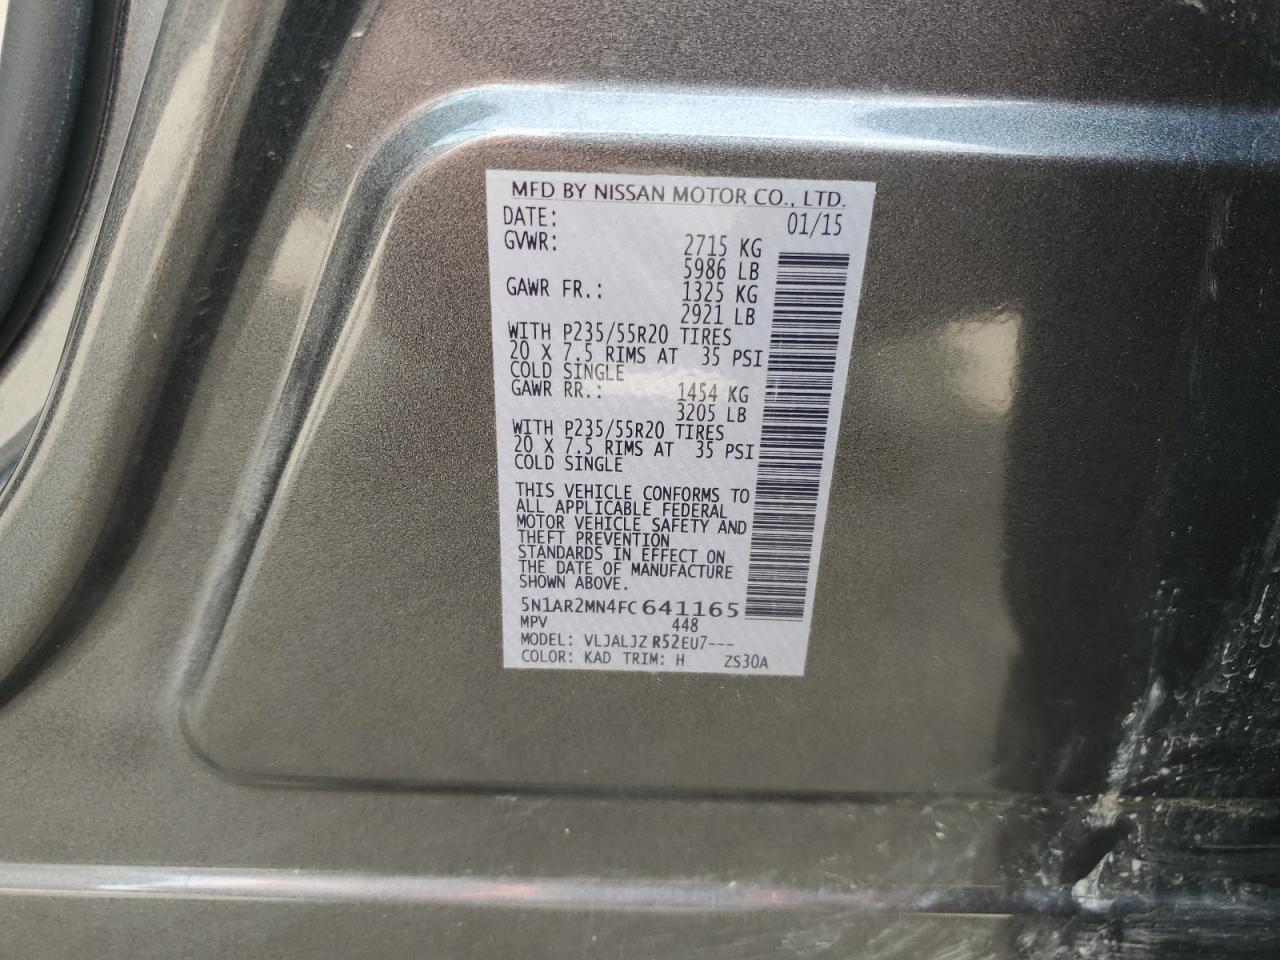 MFD BY NISSAN MOTOR CO., LTD.
DATE: 01/15
GVWR: 2715 KG
5986 LB
GAWR FR.: 1325 KG
2921 LB
WITH P235/55R20 TIRES
20 X 7.5 RIMS AT 35 PSI
COLD SINGLE
GAWR RR.: 1454 KG
3205 LB
WITH P235/55R20 TIRES
20 X 7.5 RIMS AT 35 PSI
COLD SINGLE
THIS VEHICLE CONFORMS TO
ALL APPLICABLE FEDERAL
MOTOR VEHICLE SAFETY AND
THEFT PREVENTION
STANDARDS IN EFFECT ON
THE DATE OF MANUFACTURE
SHOWN ABOVE.
5N1AR2MN4FC641165
MPV 448
MODEL: VLJALJZ R52EU7---
COLOR: KAD TRIM: H ZS30A